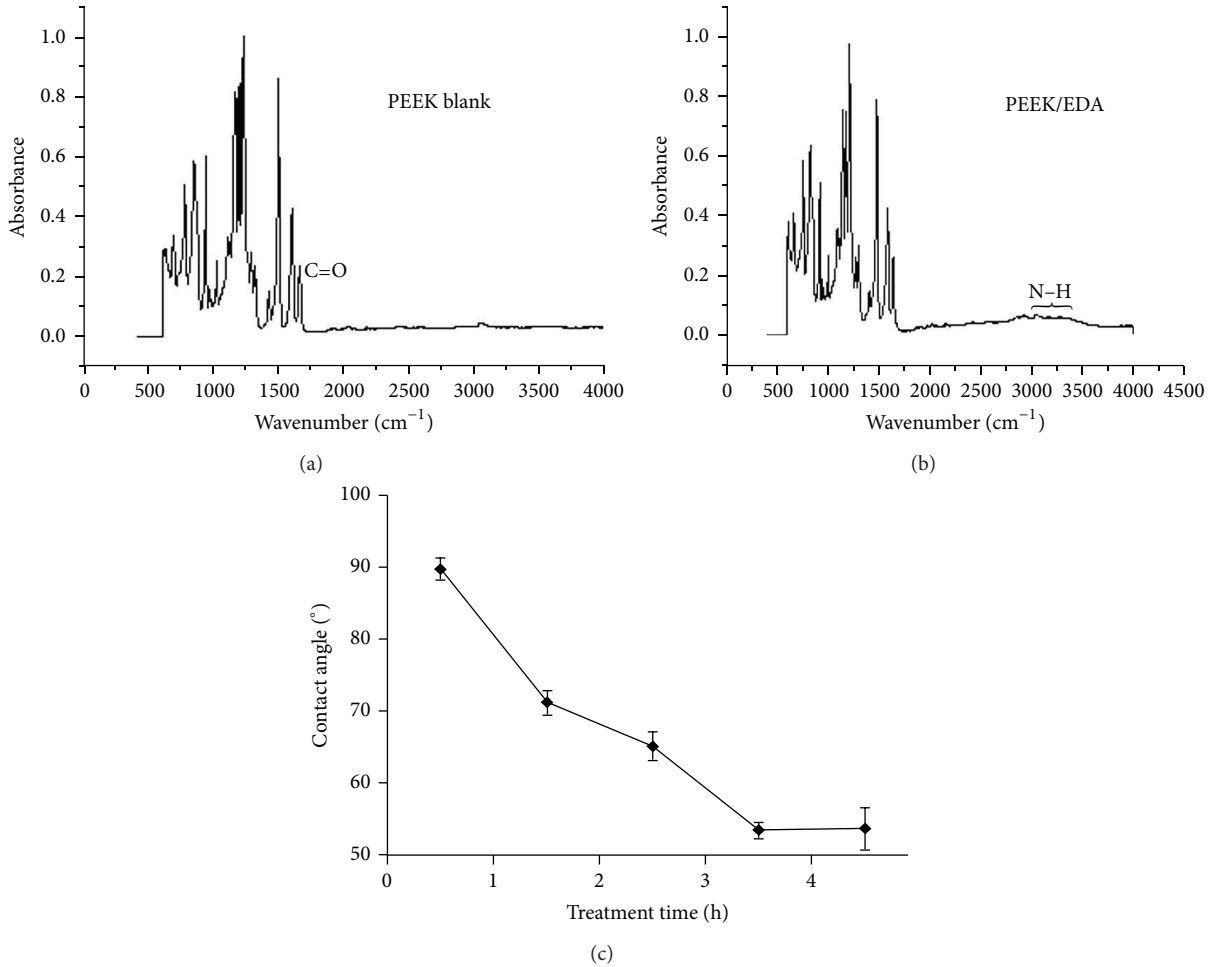 1.0
0.8
0.6
0.4
0.2
0.0
Absorbance
PEEK blank
C=O
0 500 1000 1500 2000 2500 3000 3500 4000
Wavenumber (cm−1)
(a)
1.0
0.8
0.6
0.4
0.2
0.0
Absorbance
PEEK/EDA
N–H
0 500 1000 1500 2000 2500 3000 3500 4000 4500
Wavenumber (cm−1)
(b)
100
90
80
70
60
50
Contact angle (°)
0 1 2 3 4
Treatment time (h)
(c)